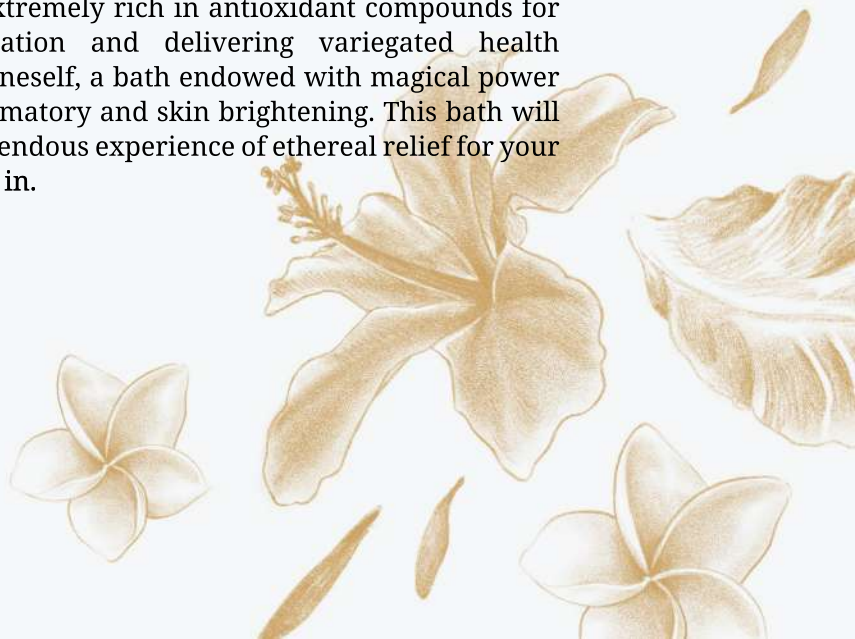 xtremely rich in antioxidant compounds for
ation and delivering variegated health
neself, a bath endowed with magical power
matory and skin brightening. This bath will
endous experience of ethereal relief for your
in.